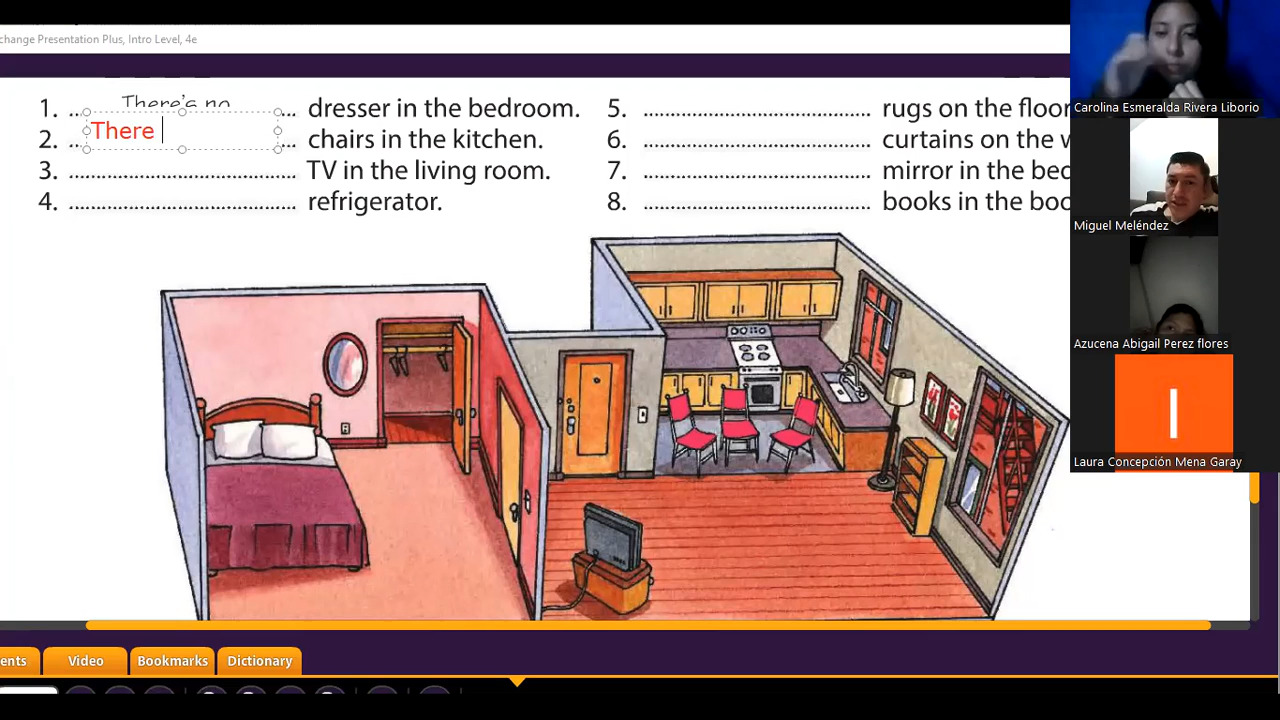 change Presentation Plus, Intro Level, 4e
1. There's no dresser in the bedroom.
2. There chairs in the kitchen.
3. .................................. TV in the living room.
4. .................................. refrigerator.
5. .................................. rugs on the floor
6. .................................. curtains on the
7. .................................. mirror in the
8. .................................. books in the
Carolina Esmeralda Rivera Liborio
Miguel Meléndez
Azucena Abigail Perez flores
I
Laura Concepción Mena Garay
ents Video Bookmarks Dictionary